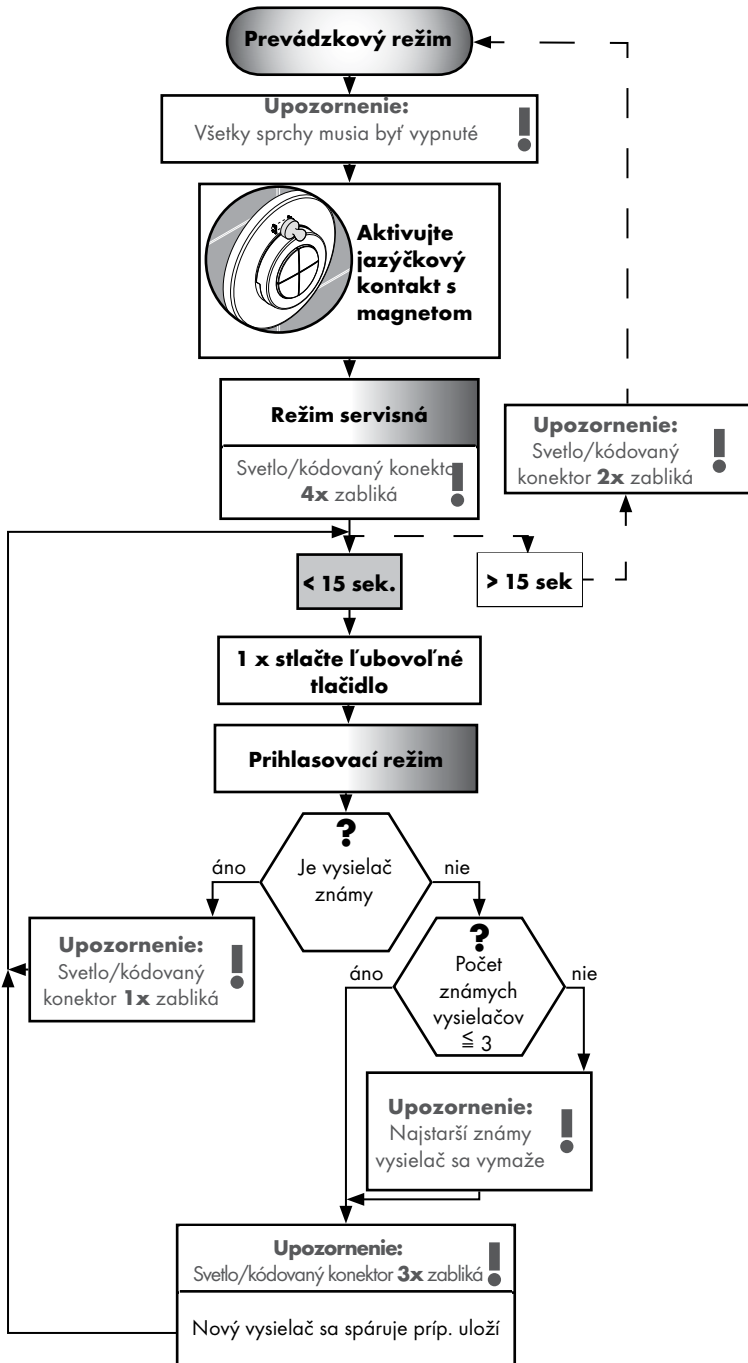 Prevádzkový režim
Upozornenie:
Všetky sprchy musia byť vypnuté
Aktivujte
jazýčkový
kontakt s
magnetom
Režim servisná
Svetlo/kódovaný konektor
4x zabliká
Upozornenie:
Svetlo/kódovaný
konektor 2x zabliká
< 15 sek.
> 15 sek
1 x stlačte ľubovoľné
tlačidlo
Prihlasovací režim
?
Je vysielač
známy
áno
nie
Upozornenie:
Svetlo/kódovaný
konektor 1x zabliká
?
Počet
známych
vysielačov
≦ 3
áno
nie
Upozornenie:
Najstarší známy
vysielač sa vymaže
Upozornenie:
Svetlo/kódovaný konektor 3x zabliká
Nový vysielač sa spáruje príp. uloží